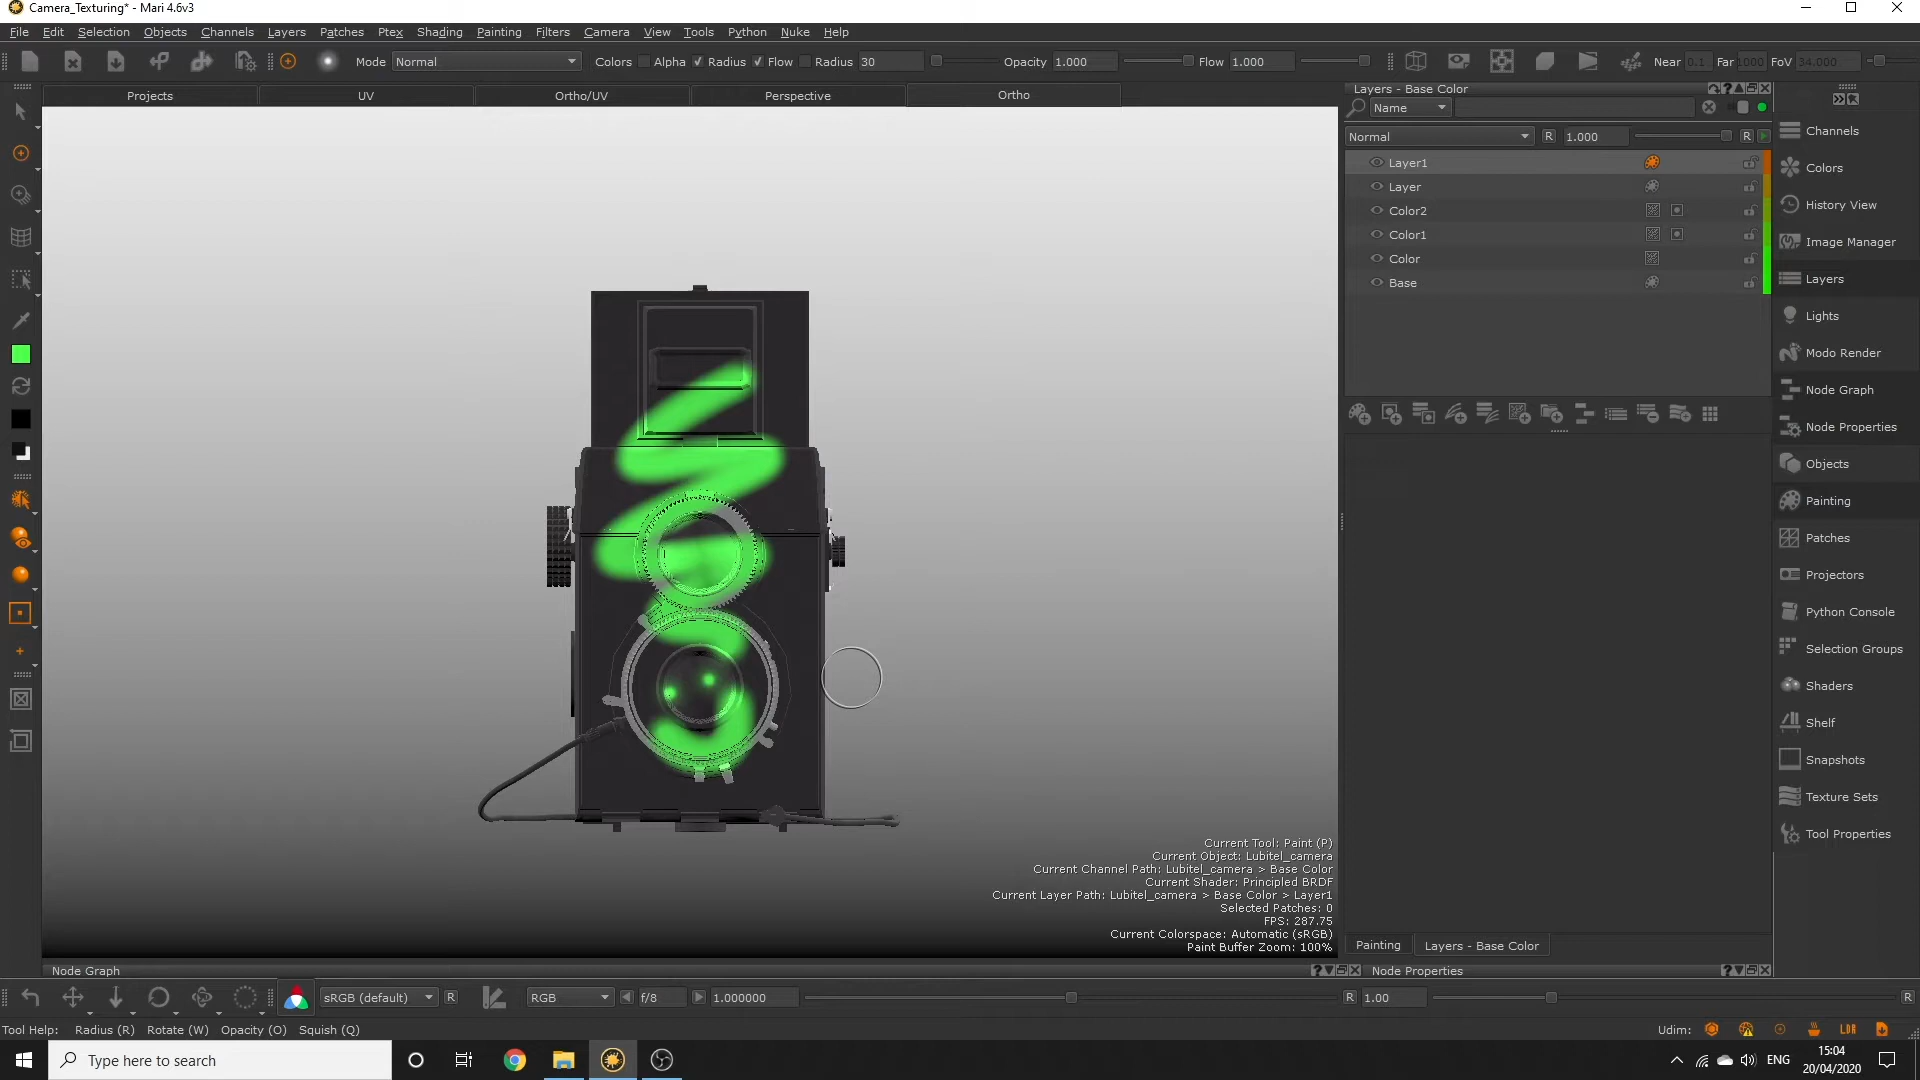 Camera_Texturing* - Mari 4.6v3
File Edit Selection Objects Channels Layers Patches Ptex Shading Painting Filters Camera View Tools Python Nuke Help
Mode Normal Colors Alpha Radius Flow Radius 30 Opacity 1.000 Flow 1.000 Near 0.1 Far 1000 FoV 34.000
Projects UV Ortho/UV Perspective Ortho
Layers - Base Color
Name
Normal R 1.000 R
Layer1
Layer
Color2
Color1
Color
Base
Channels
Colors
History View
Image Manager
Layers
Lights
Modo Render
Node Graph
Node Properties
Objects
Painting
Patches
Projectors
Python Console
Selection Groups
Shaders
Shelf
Snapshots
Texture Sets
Tool Properties
Current Tool: Paint (P)
Current Object: Lubitel_camera
Current Channel Path: Lubitel_camera > Base Color
Current Shader: Principled BRDF
Current Layer Path: Lubitel_camera > Base Color > Layer1
Selected Patches: 0
FPS: 287.75
Current Colorspace: Automatic (sRGB)
Paint Buffer Zoom: 100%
Painting Layers - Base Color
Node Graph Node Properties
sRGB (default) R RGB f/8 1.000000 R 1.00 R
Tool Help: Radius (R) Rotate (W) Opacity (O) Squish (Q) Udim: LDR
Type here to search ENG 15:04
20/04/2020